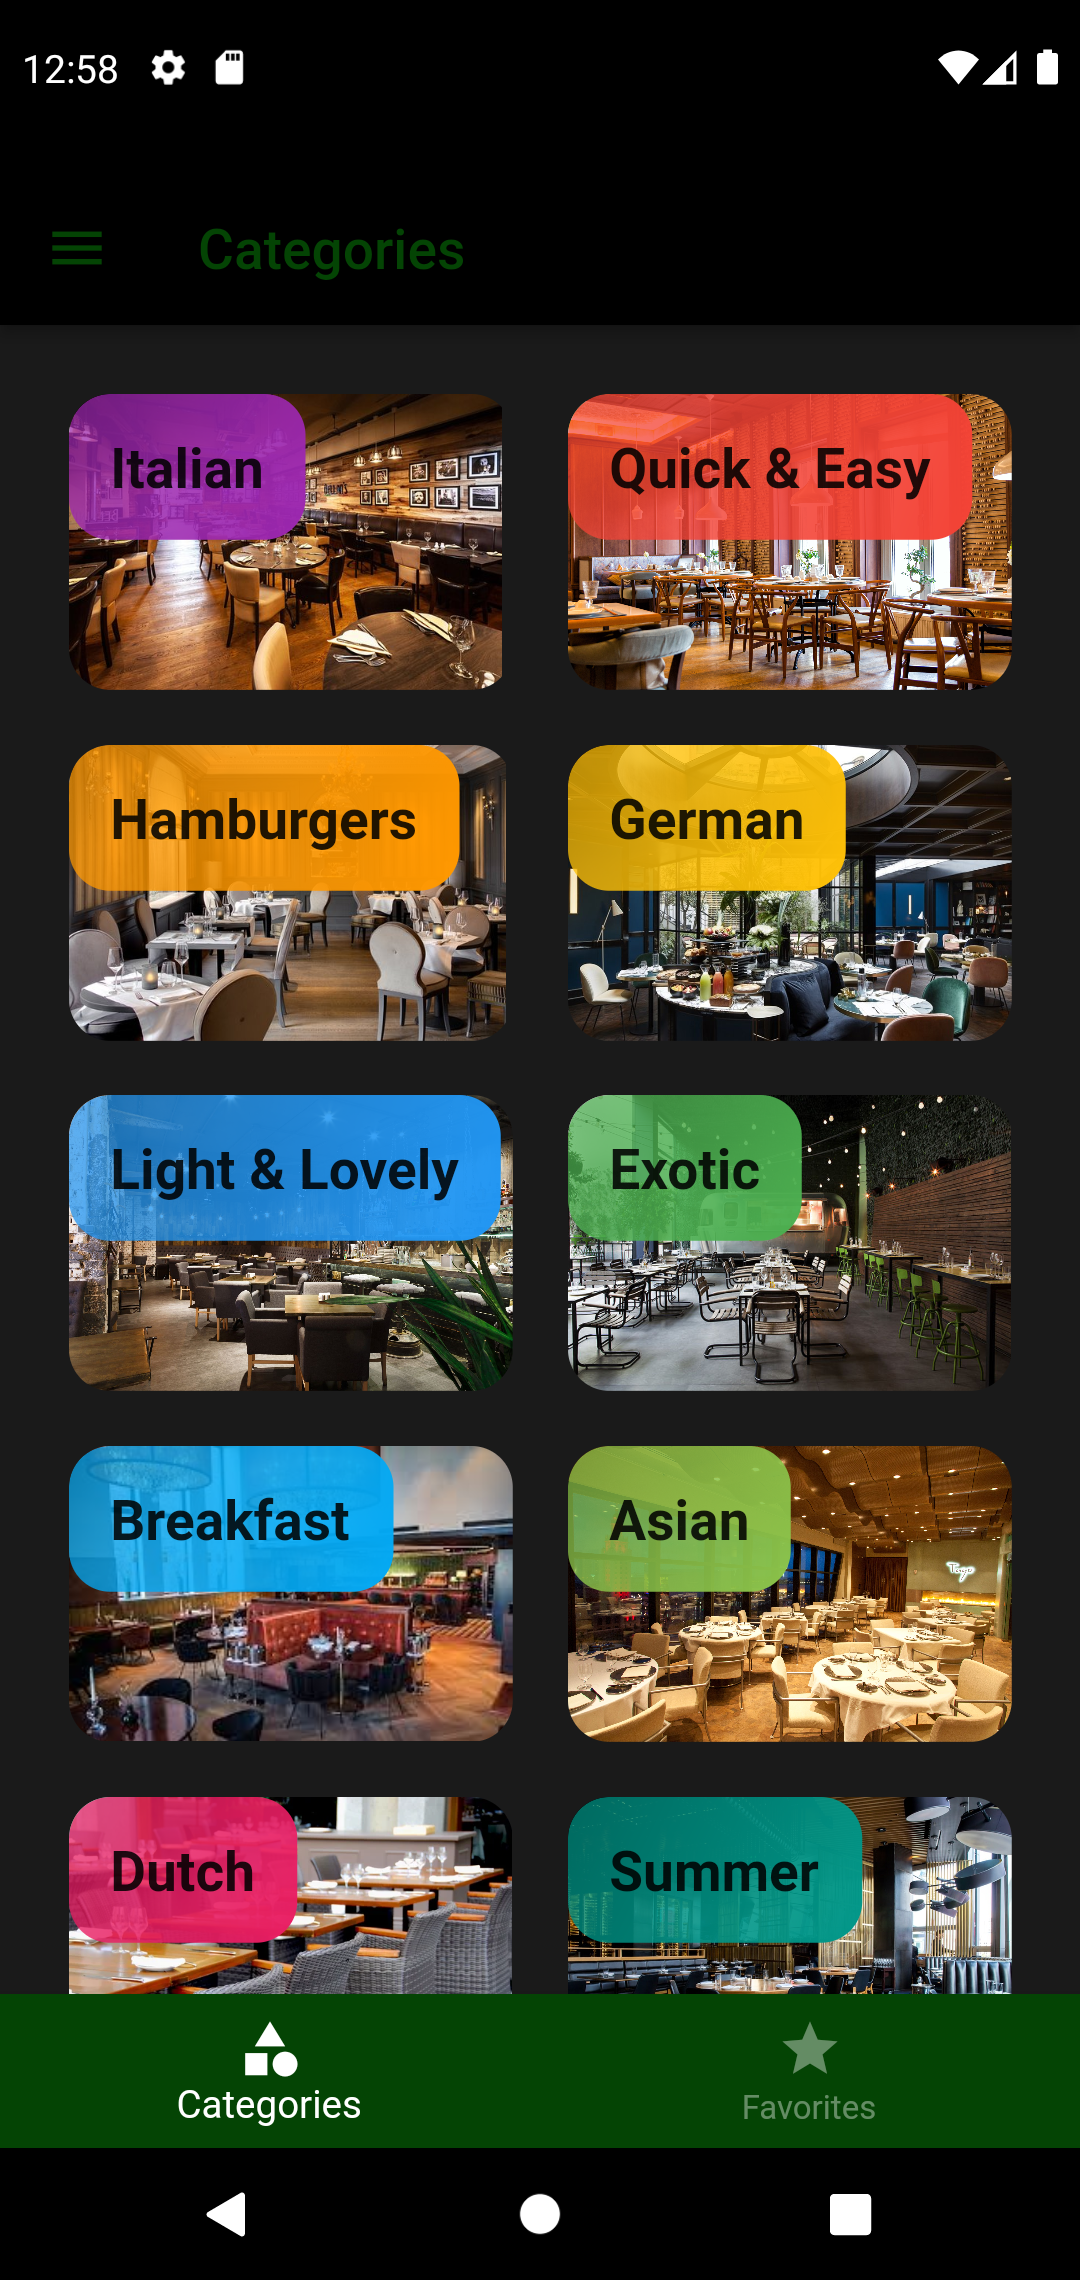 12:58
Categories
Italian
Quick & Easy
Hamburgers
German
Light & Lovely
Exotic
Breakfast
Asian
Dutch
Summer
Categories
Favorites